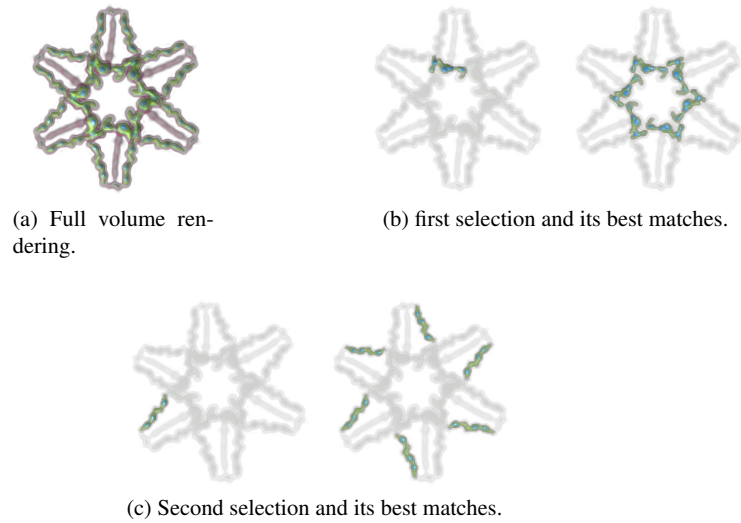 (a) Full volume ren-
dering.
(b) first selection and its best matches.
(c) Second selection and its best matches.